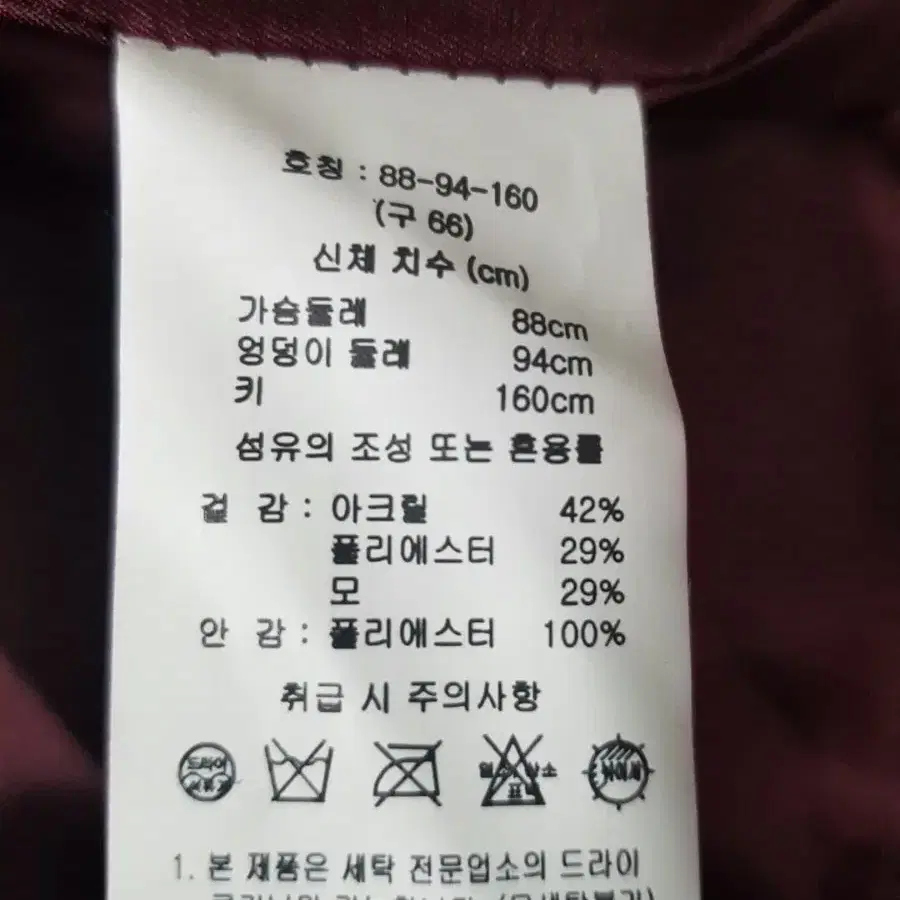 호칭 : 88-94-160
(구 66)
신체 치수 (cm)
가슴둘레 88cm
엉덩이 둘레 94cm
키 160cm
섬유의 조성 또는 혼용률
겉 감 : 아크릴 42%
폴리에스터 29%
모 29%
안 감 : 폴리에스터 100%
취급 시 주의사항
드라이
1. 본 제품은 세탁 전문업소의 드라이